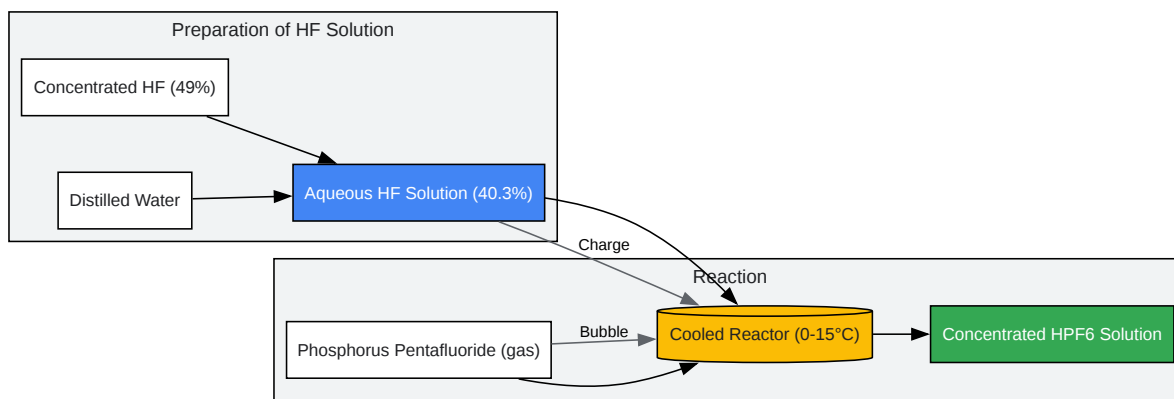 Preparation of HF Solution
Concentrated HF (49%)
Distilled Water
Aqueous HF Solution (40.3%)
Charge
Reaction
Phosphorus Pentafluoride (gas)
Bubble
Cooled Reactor (0-15°C)
Concentrated HPF6 Solution